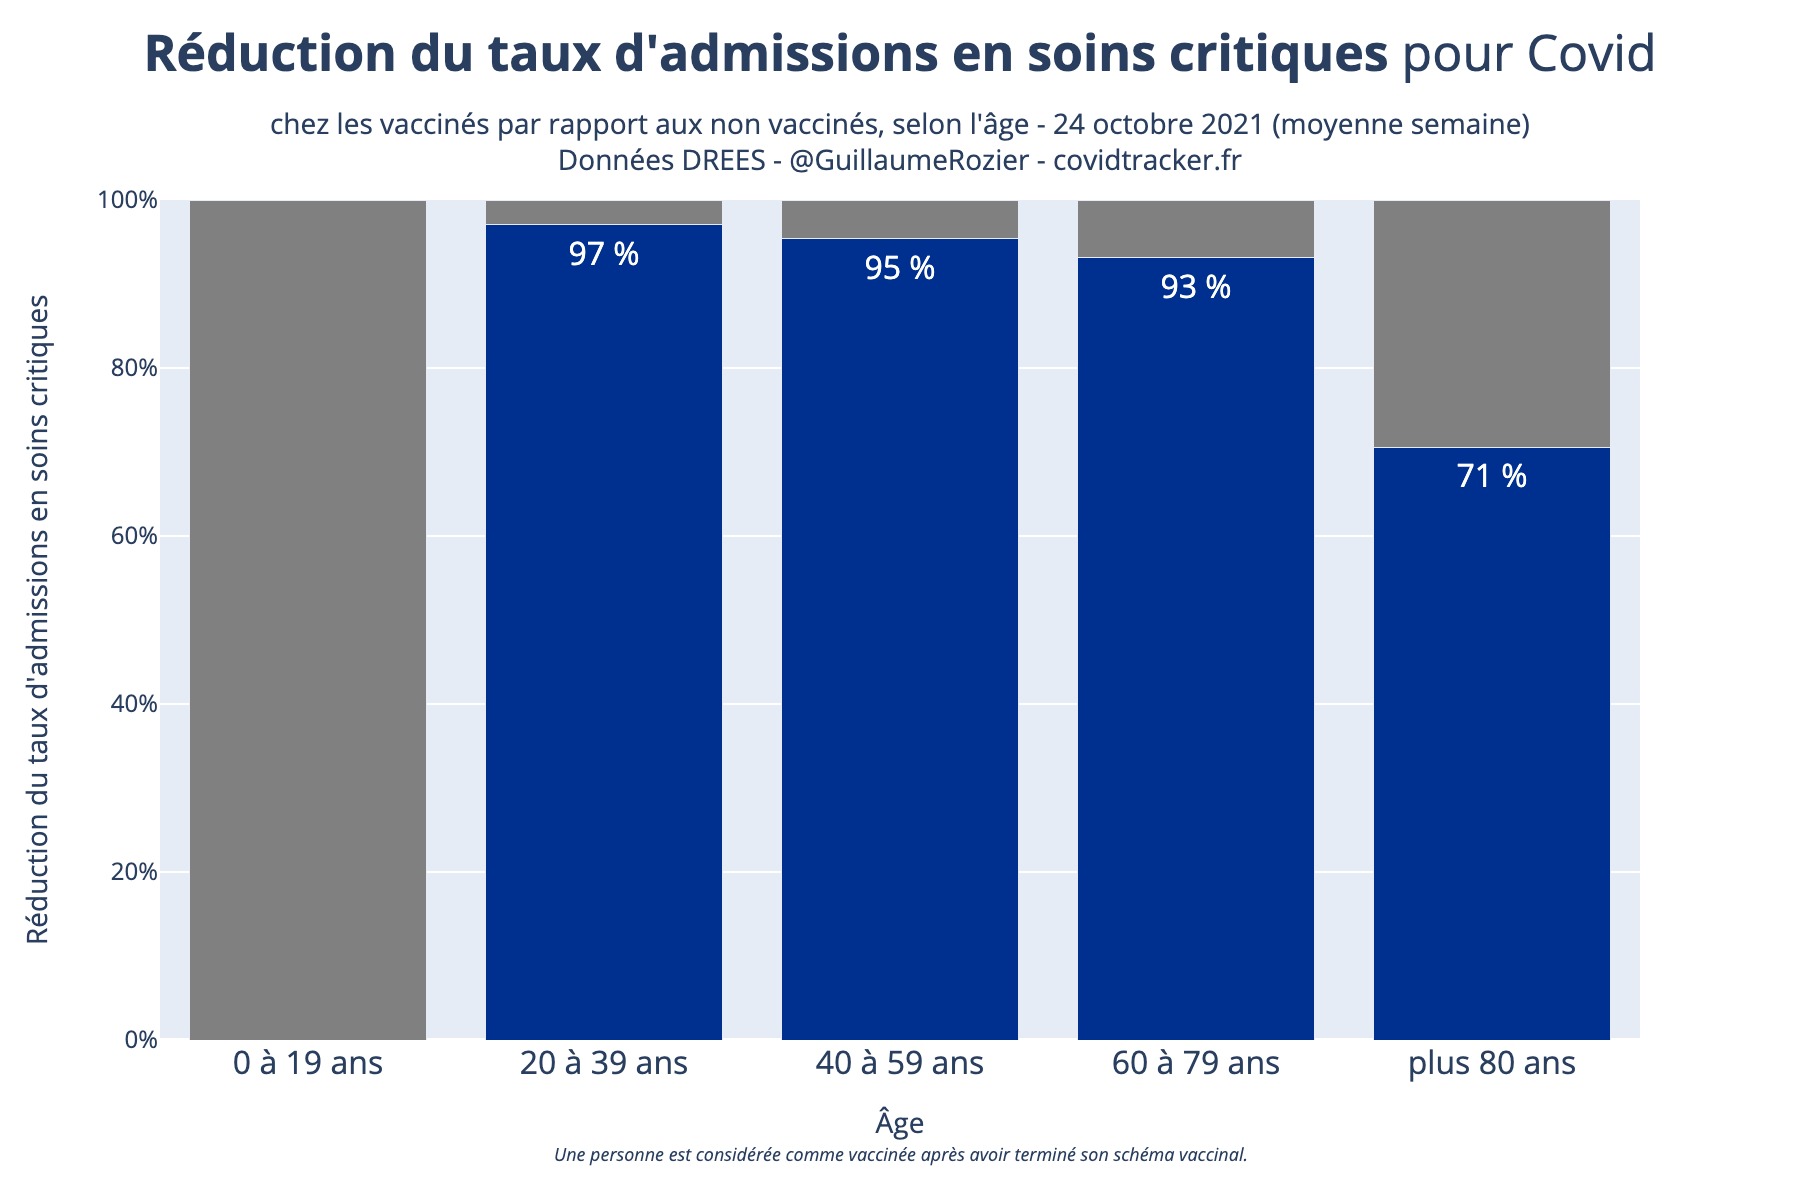 Réduction du taux d'admissions en soins critiques pour Covid
chez les vaccinés par rapport aux non vaccinés, selon l'âge - 24 octobre 2021 (moyenne semaine)
Données DREES - @GuillaumeRozier - covidtracker.fr
Réduction du taux d'admissions en soins critiques
100%
80%
60%
40%
20%
0%
97 %
95 %
93 %
71 %
0 à 19 ans
20 à 39 ans
40 à 59 ans
60 à 79 ans
plus 80 ans
Âge
Une personne est considérée comme vaccinée après avoir terminé son schéma vaccinal.